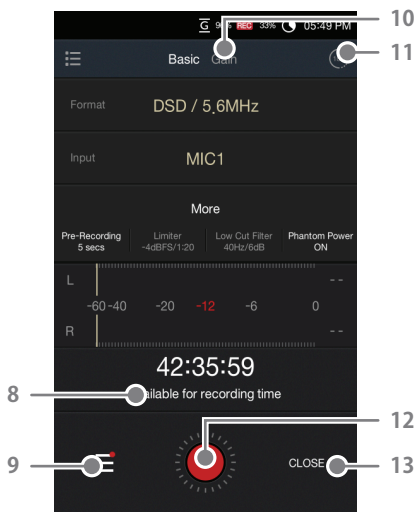 10
G 9 % REC 33% 05:49 PM
11
Basic Gain
Format DSD / 5.6MHz
Input MIC1
More
Pre-Recording Limiter Low Cut Filter Phantom Power
5 secs -4dBFS/1:20 40Hz/6dB ON
L - -
-60 -40 -20 -12 -6 0
R - -
42:35:59
8 ailable for recording time
12
9 CLOSE 13